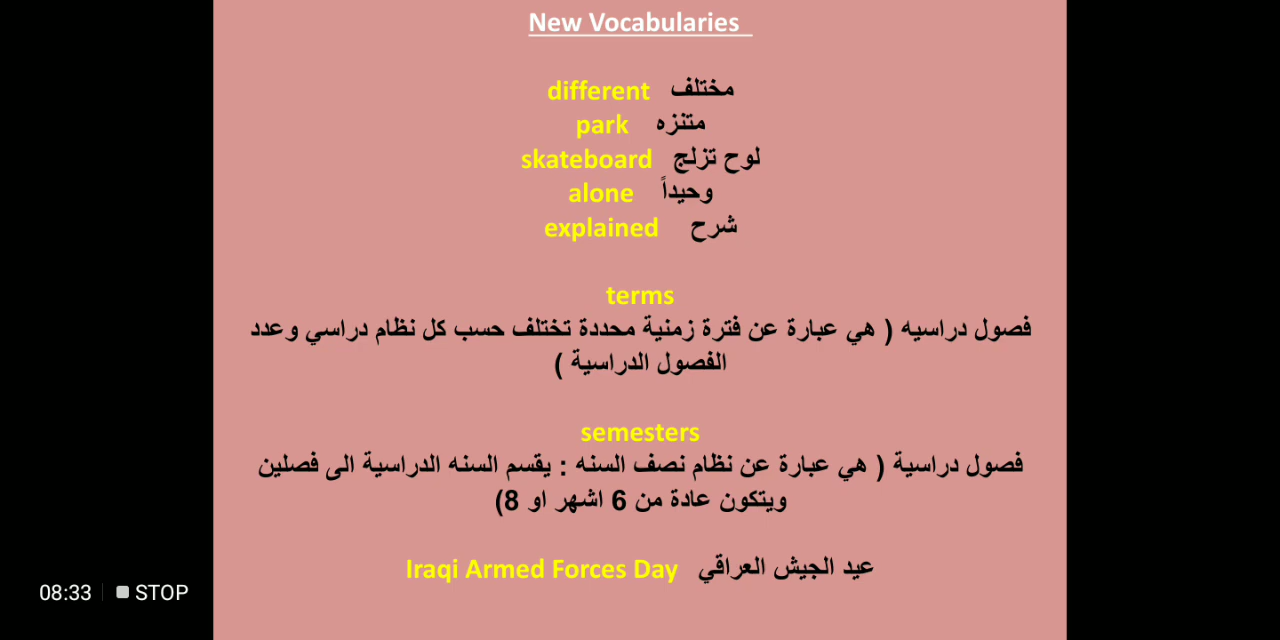 New Vocabularies
different مختلف
park متنزه
skateboard لوح تزلج
alone وحيداً
explained شرح
terms
فصول دراسيه ( هي عبارة عن فترة زمنية محددة تختلف حسب كل نظام دراسي وعدد
الفصول الدراسية )
semesters
فصول دراسية ( هي عبارة عن نظام نصف السنه : يقسم السنه الدراسية الى فصلين
ويتكون عادة من 6 اشهر او 8)
Iraqi Armed Forces Day عيد الجيش العراقي
08:33 STOP